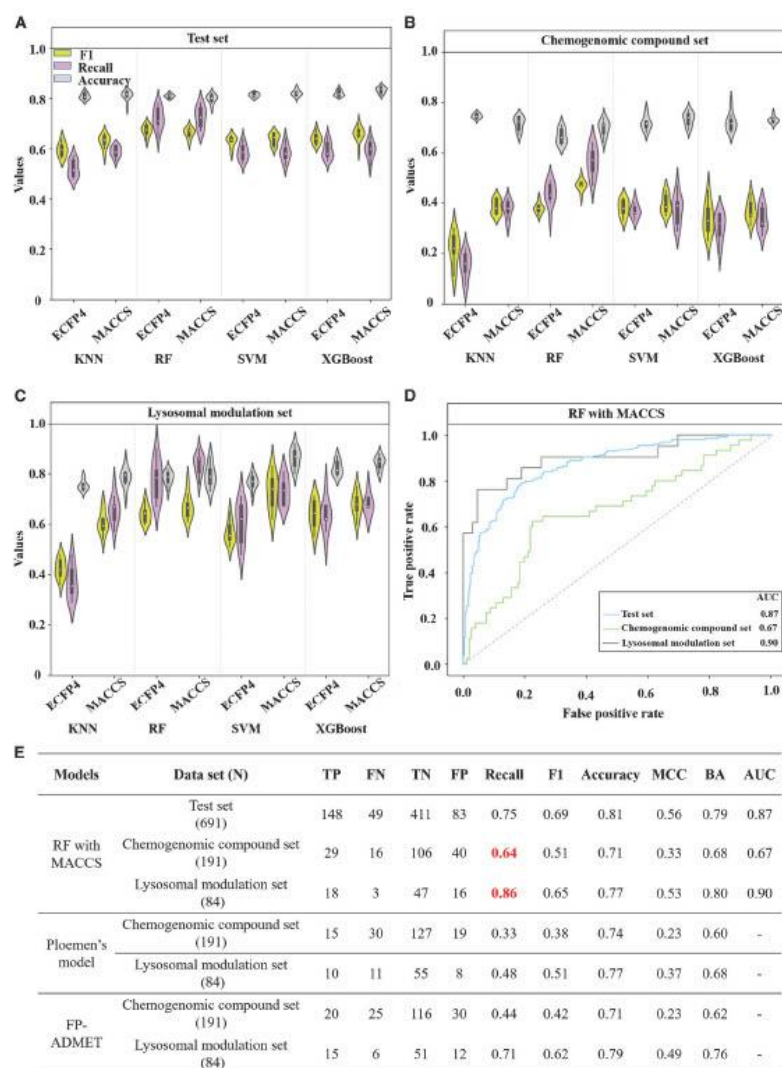 A
Test set
F1
Recall
Accuracy
Values
1.0
0.8
0.6
0.4
0.2
0
ECFP4 MACCS ECFP4 MACCS ECFP4 MACCS ECFP4 MACCS
KNN RF SVM XGBoost
B
Chemogenomic compound set
Values
1.0
0.8
0.6
0.4
0.2
0
ECFP4 MACCS ECFP4 MACCS ECFP4 MACCS ECFP4 MACCS
KNN RF SVM XGBoost
C
Lysosomal modulation set
Values
1.0
0.8
0.6
0.4
0.2
0
ECFP4 MACCS ECFP4 MACCS ECFP4 MACCS ECFP4 MACCS
KNN RF SVM XGBoost
D
RF with MACCS
True positive rate
1.0
0.8
0.6
0.4
0.2
0.0
AUC
Test set 0.87
Chemogenomic compound set 0.67
Lysosomal modulation set 0.90
0.0 0.2 0.4 0.6 0.8 1.0
False positive rate
E
Models Data set (N) TP FN TN FP Recall F1 Accuracy MCC BA AUC
RF with MACCS
Test set (691) 148 49 411 83 0.75 0.69 0.81 0.56 0.79 0.87
Chemogenomic compound set (191) 29 16 106 40 0.64 0.51 0.71 0.33 0.68 0.67
Lysosomal modulation set (84) 18 3 47 16 0.86 0.65 0.77 0.53 0.80 0.90
Ploemen's model
Chemogenomic compound set (191) 15 30 127 19 0.33 0.38 0.74 0.23 0.60 -
Lysosomal modulation set (84) 10 11 55 8 0.48 0.51 0.77 0.37 0.68 -
FP-ADMET
Chemogenomic compound set (191) 20 25 116 30 0.44 0.42 0.71 0.23 0.62 -
Lysosomal modulation set (84) 15 6 51 12 0.71 0.62 0.79 0.49 0.76 -